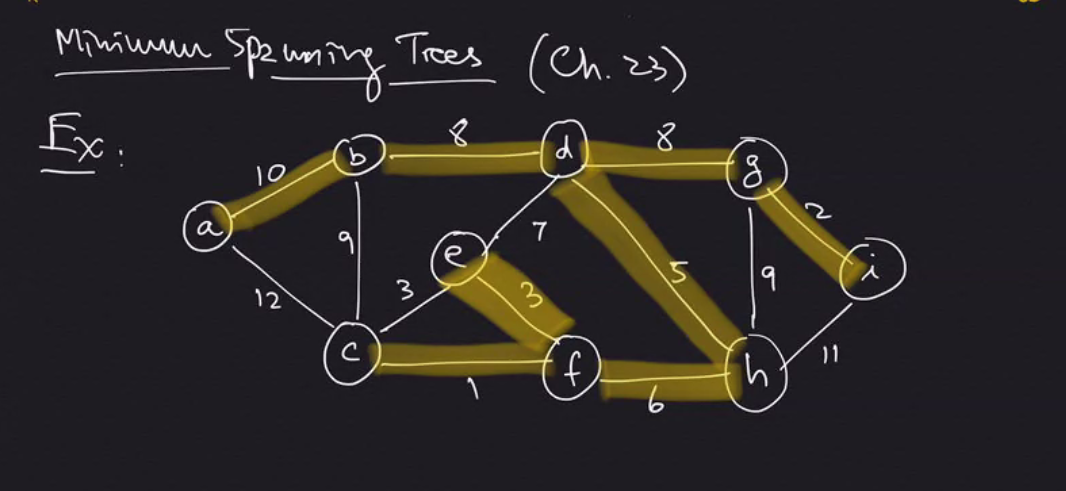 Minimum Spanning Trees (Ch. 23)
Ex:
8 8
b d g
10
a 9 7 2
e i
12 3 3 5 9
c f h 11
1 6